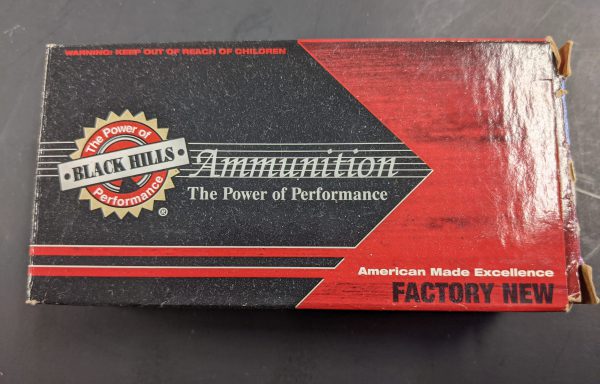 WARNING: KEEP OUT OF REACH OF CHILDREN
The Power of
BLACK HILLS
Performance
®
Ammunition
The Power of Performance
American Made Excellence
FACTORY NEW